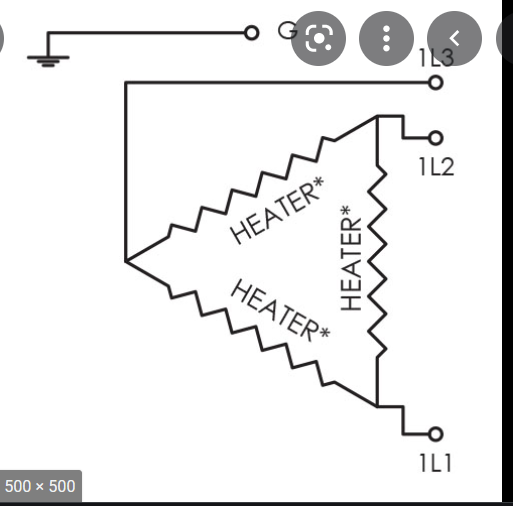 G
1L3
1L2
HEATER*
HEATER*
HEATER*
1L1
500 × 500